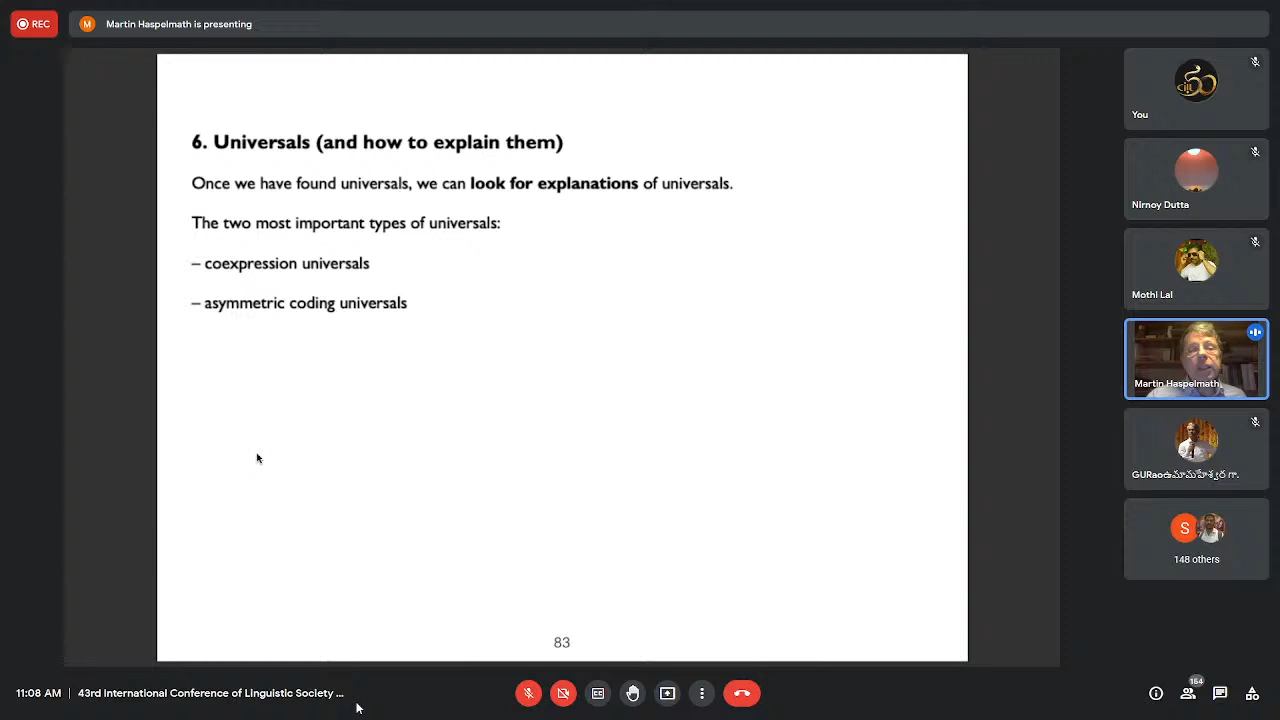 REC
M
Martin Haspelmath is presenting
6. Universals (and how to explain them)
Once we have found universals, we can look for explanations of universals.
The two most important types of universals:
– coexpression universals
– asymmetric coding universals
83
You
Nirnoy Dutta
Mothi Lal
Martin Haspelmath
S
148 others
11:08 AM | 43rd International Conference of Linguistic Society ...
154